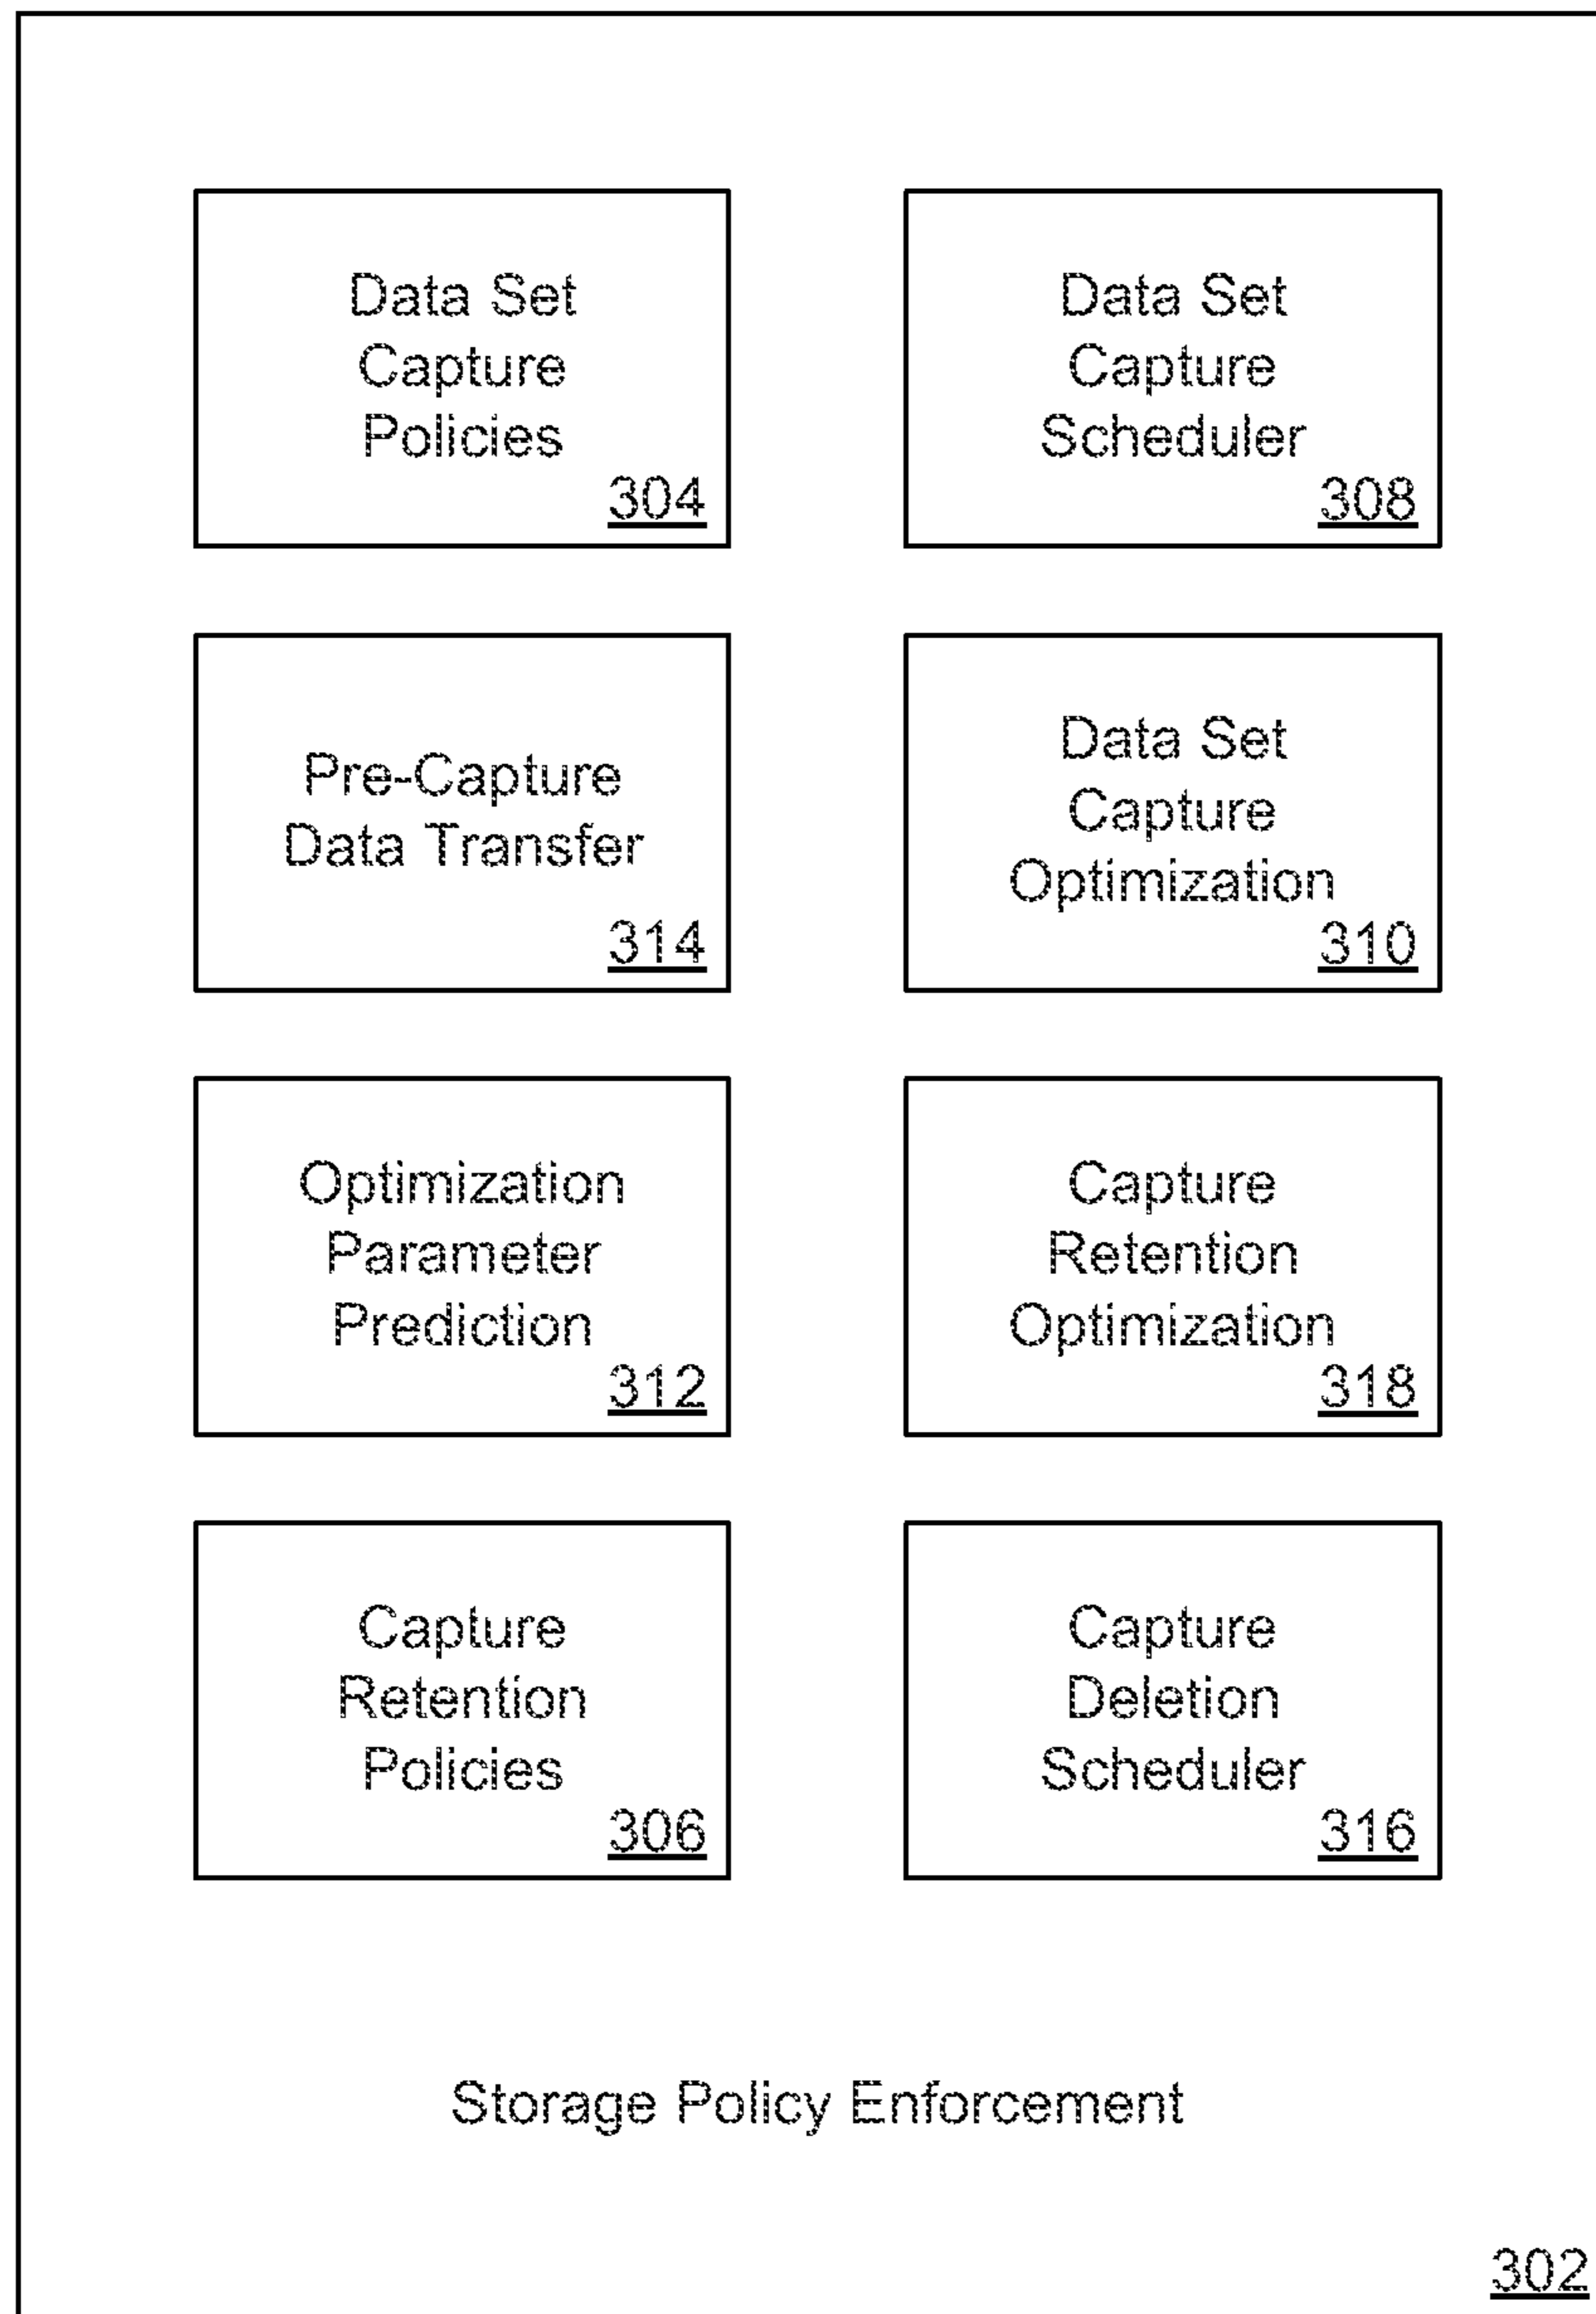 Data Set
Capture
Policies
304
Data Set
Capture
Scheduler
308
Pre-Capture
Data Transfer
314
Data Set
Capture
Optimization
310
Optimization
Parameter
Prediction
312
Capture
Retention
Optimization
318
Capture
Retention
Policies
306
Capture
Deletion
Scheduler
316
Storage Policy Enforcement
302